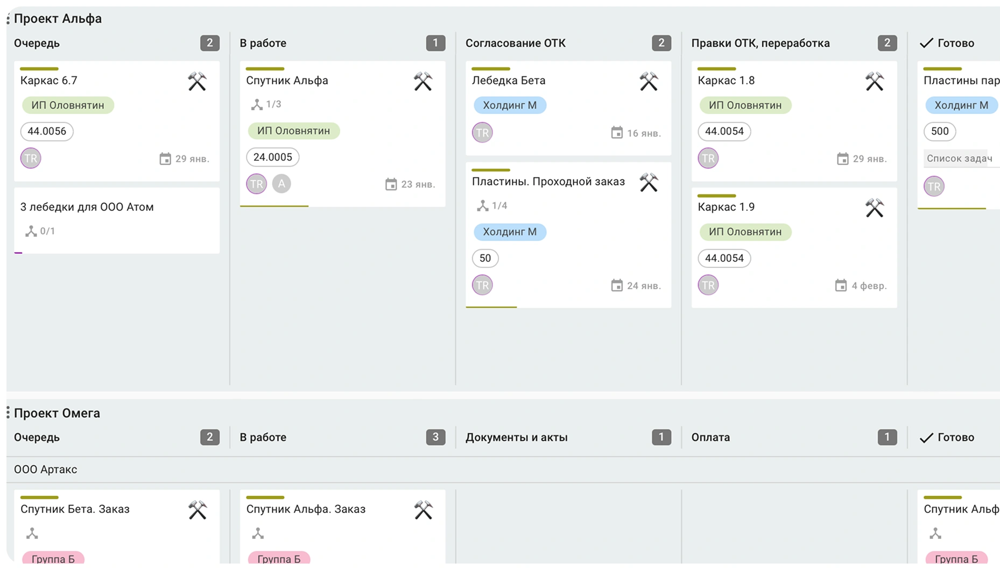 Проект Альфа
Очередь 2
Каркас 6.7
ИП Оловнятин
44.0056
TR 29 янв.
3 лебедки для ООО Атом
0/1
В работе 1
Спутник Альфа
1/3
ИП Оловнятин
24.0005
TR A 23 янв.
Согласование ОТК 2
Лебедка Бета
Холдинг М
TR 16 янв.
Пластины. Проходной заказ
1/4
Холдинг М
50
TR 24 янв.
Правки ОТК, переработка 2
Каркас 1.8
ИП Оловнятин
44.0054
TR 29 янв.
Каркас 1.9
ИП Оловнятин
44.0054
TR 4 февр.
Готово
Пластины пар
Холдинг М
500
Список задач
TR
Проект Омега
Очередь 2
В работе 3
Документы и акты 1
Оплата 1
Готово
ООО Артакс
Спутник Бета. Заказ
Группа Б
Спутник Альфа. Заказ
Группа Б
Спутник Альф
Группа Б